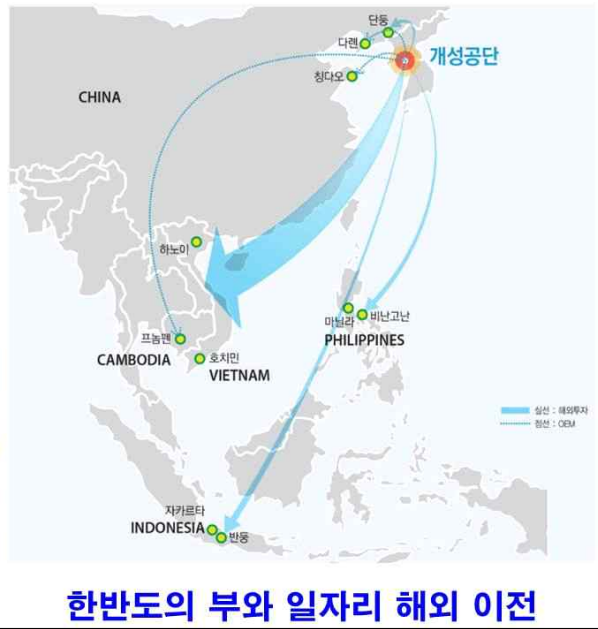 단둥
다롄
개성공단
칭다오
CHINA
하노이
마닐라
비난고난
PHILIPPINES
프놈펜
CAMBODIA
호치민
VIETNAM
실선 : 해외투자
점선 : OEM
자카르타
INDONESIA
반둥
한반도의 부와 일자리 해외 이전